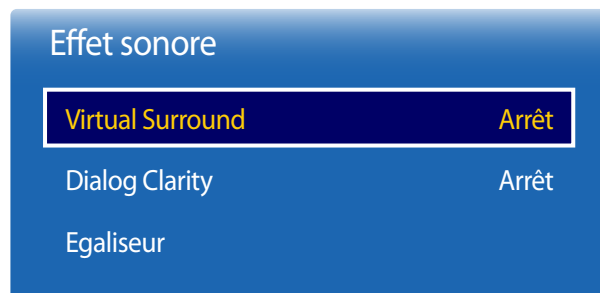 Effet sonore
Virtual Surround Arrêt
Dialog Clarity Arrêt
Egaliseur